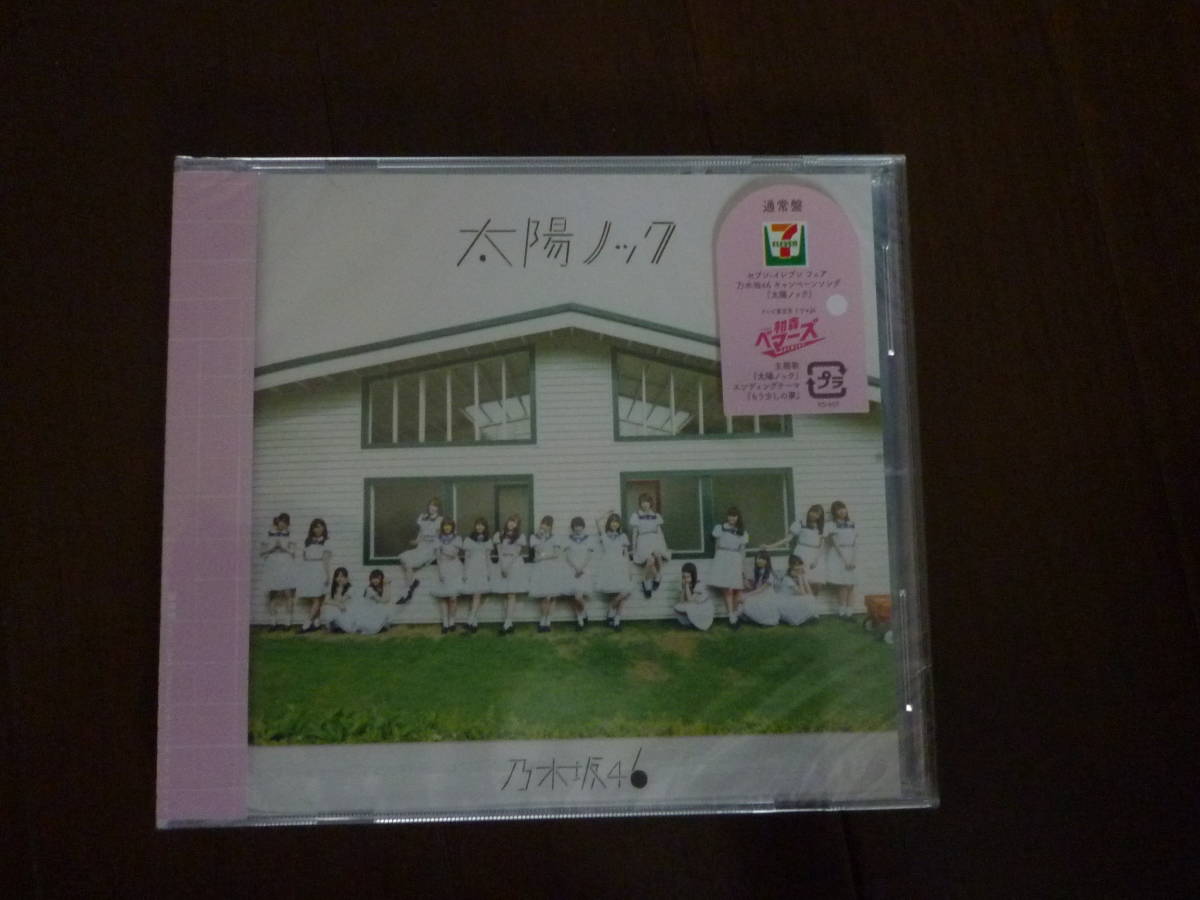 太陽ノック
通常盤
7
ELEVEN
セブン-イレブン フェア
乃木坂46 キャンペーンソング
「太陽ノック」
初森
ベマーズ
主題歌
「太陽ノック」
エンディングテーマ
「もう少しの夢」
プラ
乃木坂46